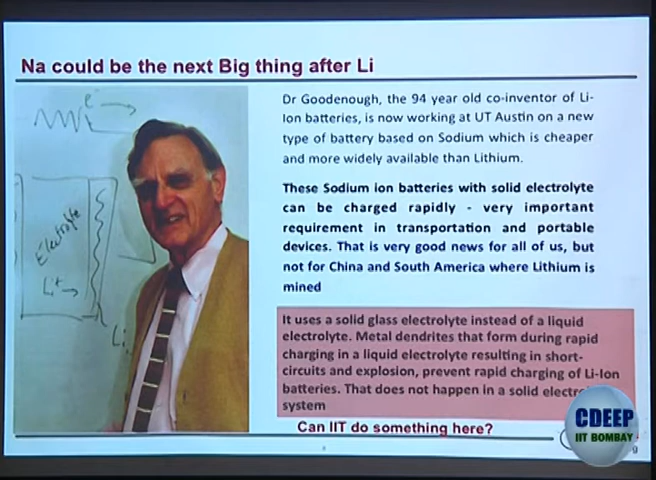 Na could be the next Big thing after Li
e
Electrolyte
Li+
Li
Dr Goodenough, the 94 year old co-inventor of Li-
Ion batteries, is now working at UT Austin on a new
type of battery based on Sodium which is cheaper
and more widely available than Lithium.
These Sodium ion batteries with solid electrolyte
can be charged rapidly - very important
requirement in transportation and portable
devices. That is very good news for all of us, but
not for China and South America where Lithium is
mined
It uses a solid glass electrolyte instead of a liquid
electrolyte. Metal dendrites that form during rapid
charging in a liquid electrolyte resulting in short-
circuits and explosion, prevent rapid charging of Li-Ion
batteries. That does not happen in a solid
system
Can IIT do something here?
CDEEP
IIT BOMBAY